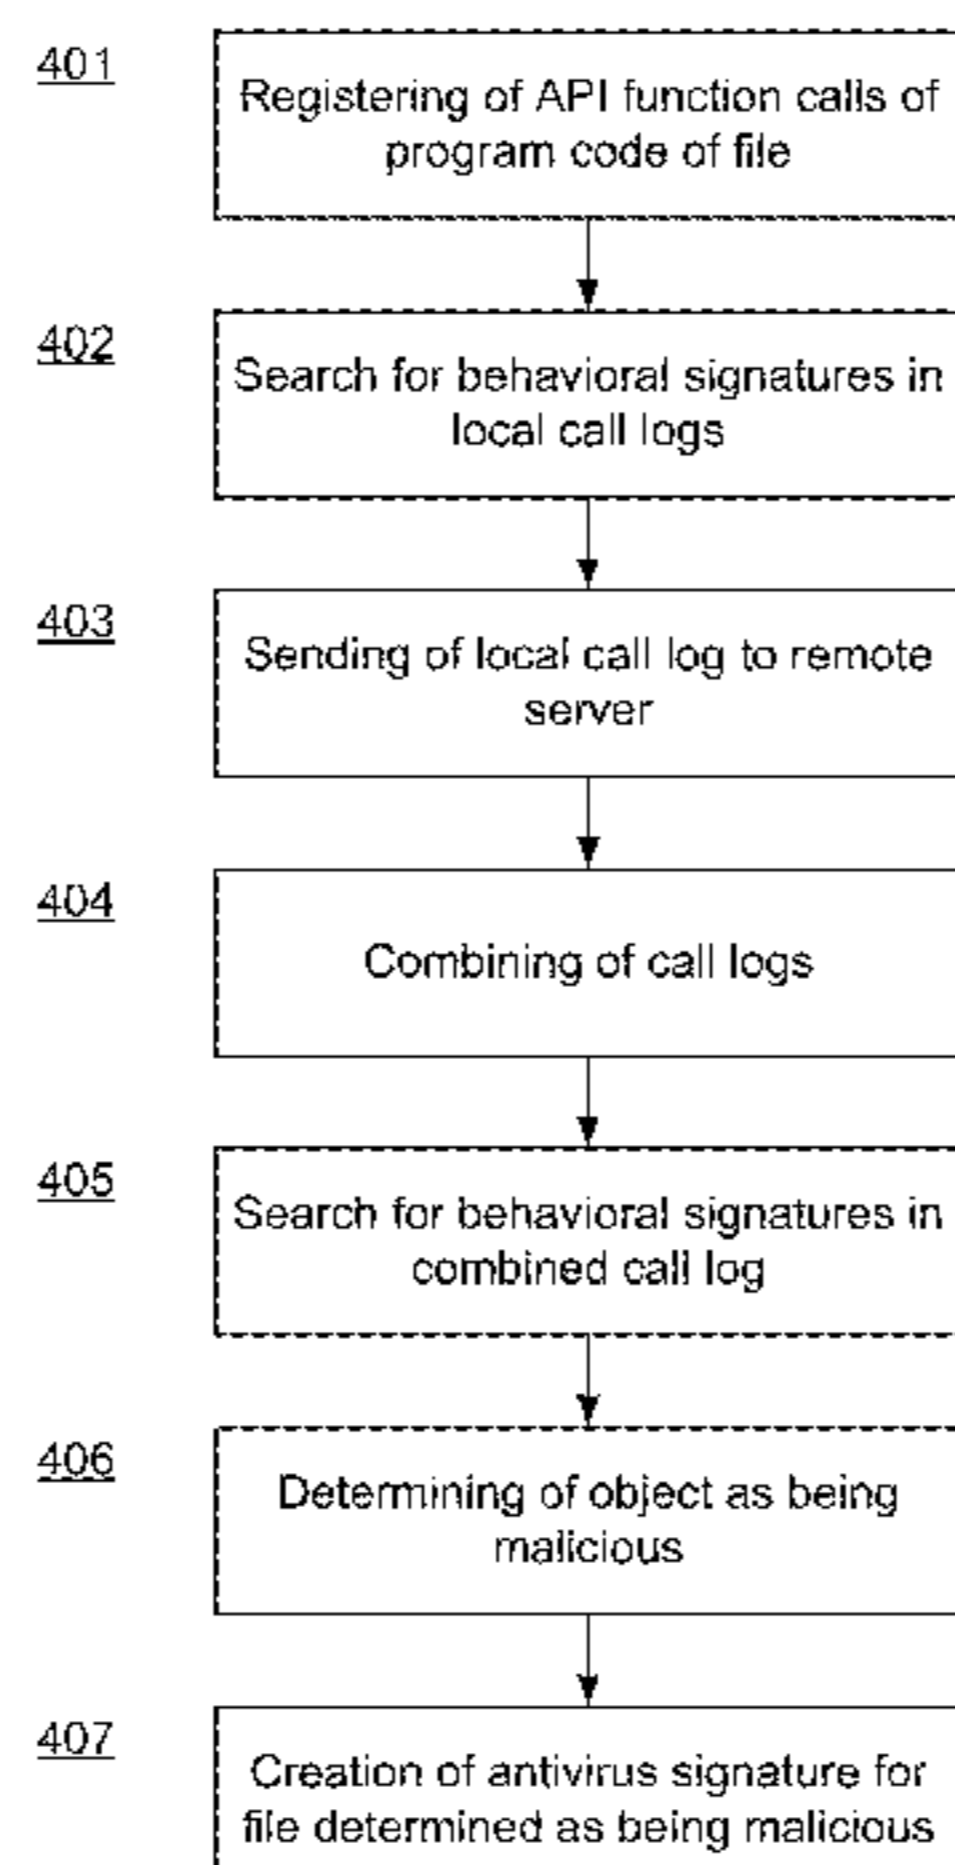 401
Registering of API function calls of
program code of file
402
Search for behavioral signatures in
local call logs
403
Sending of local call log to remote
server
404
Combining of call logs
405
Search for behavioral signatures in
combined call log
406
Determining of object as being
malicious
407
Creation of antivirus signature for
file determined as being malicious